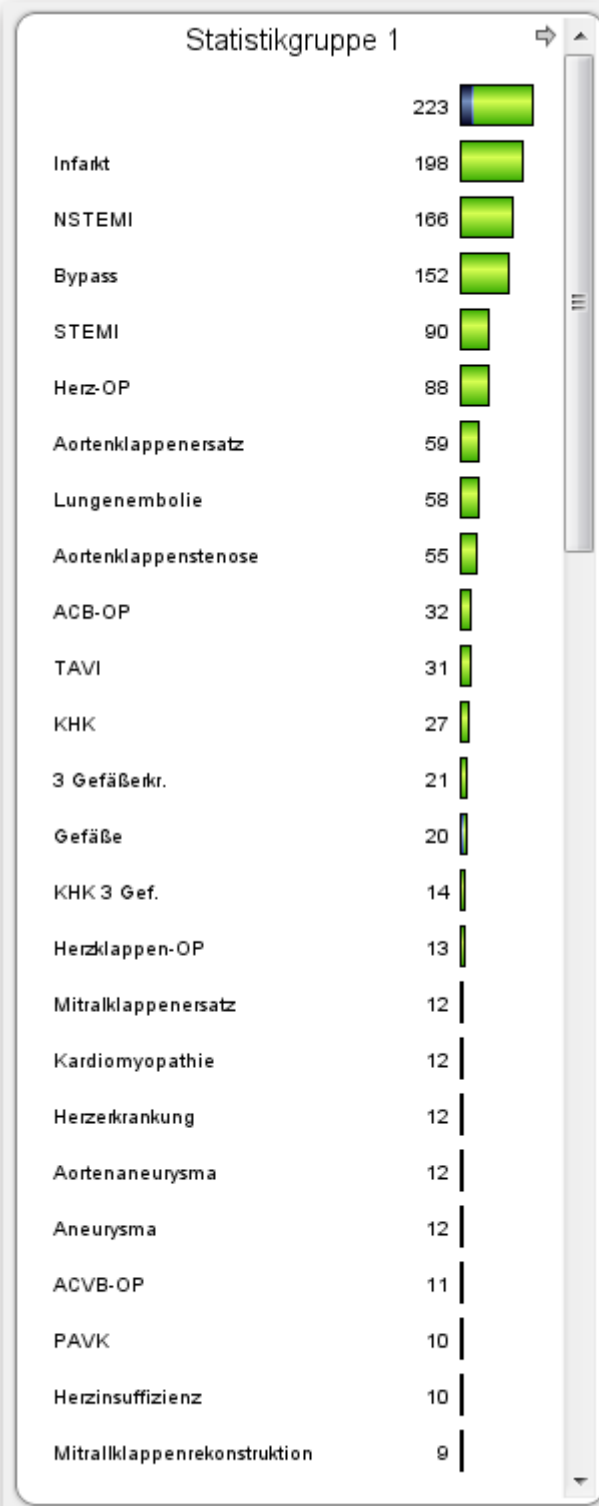 Statistikgruppe 1
223
Infarkt 198
NSTEMI 166
Bypass 152
STEMI 90
Herz-OP 88
Aortenklappenersatz 59
Lungenembolie 58
Aortenklappenstenose 55
ACB-OP 32
TAVI 31
KHK 27
3 Gefäßerkr. 21
Gefäße 20
KHK 3 Gef. 14
Herzklappen-OP 13
Mitralklappenersatz 12
Kardiomyopathie 12
Herzerkrankung 12
Aortenaneurysma 12
Aneurysma 12
ACVB-OP 11
PAVK 10
Herzinsuffizienz 10
Mitrallklappenrekonstruktion 9